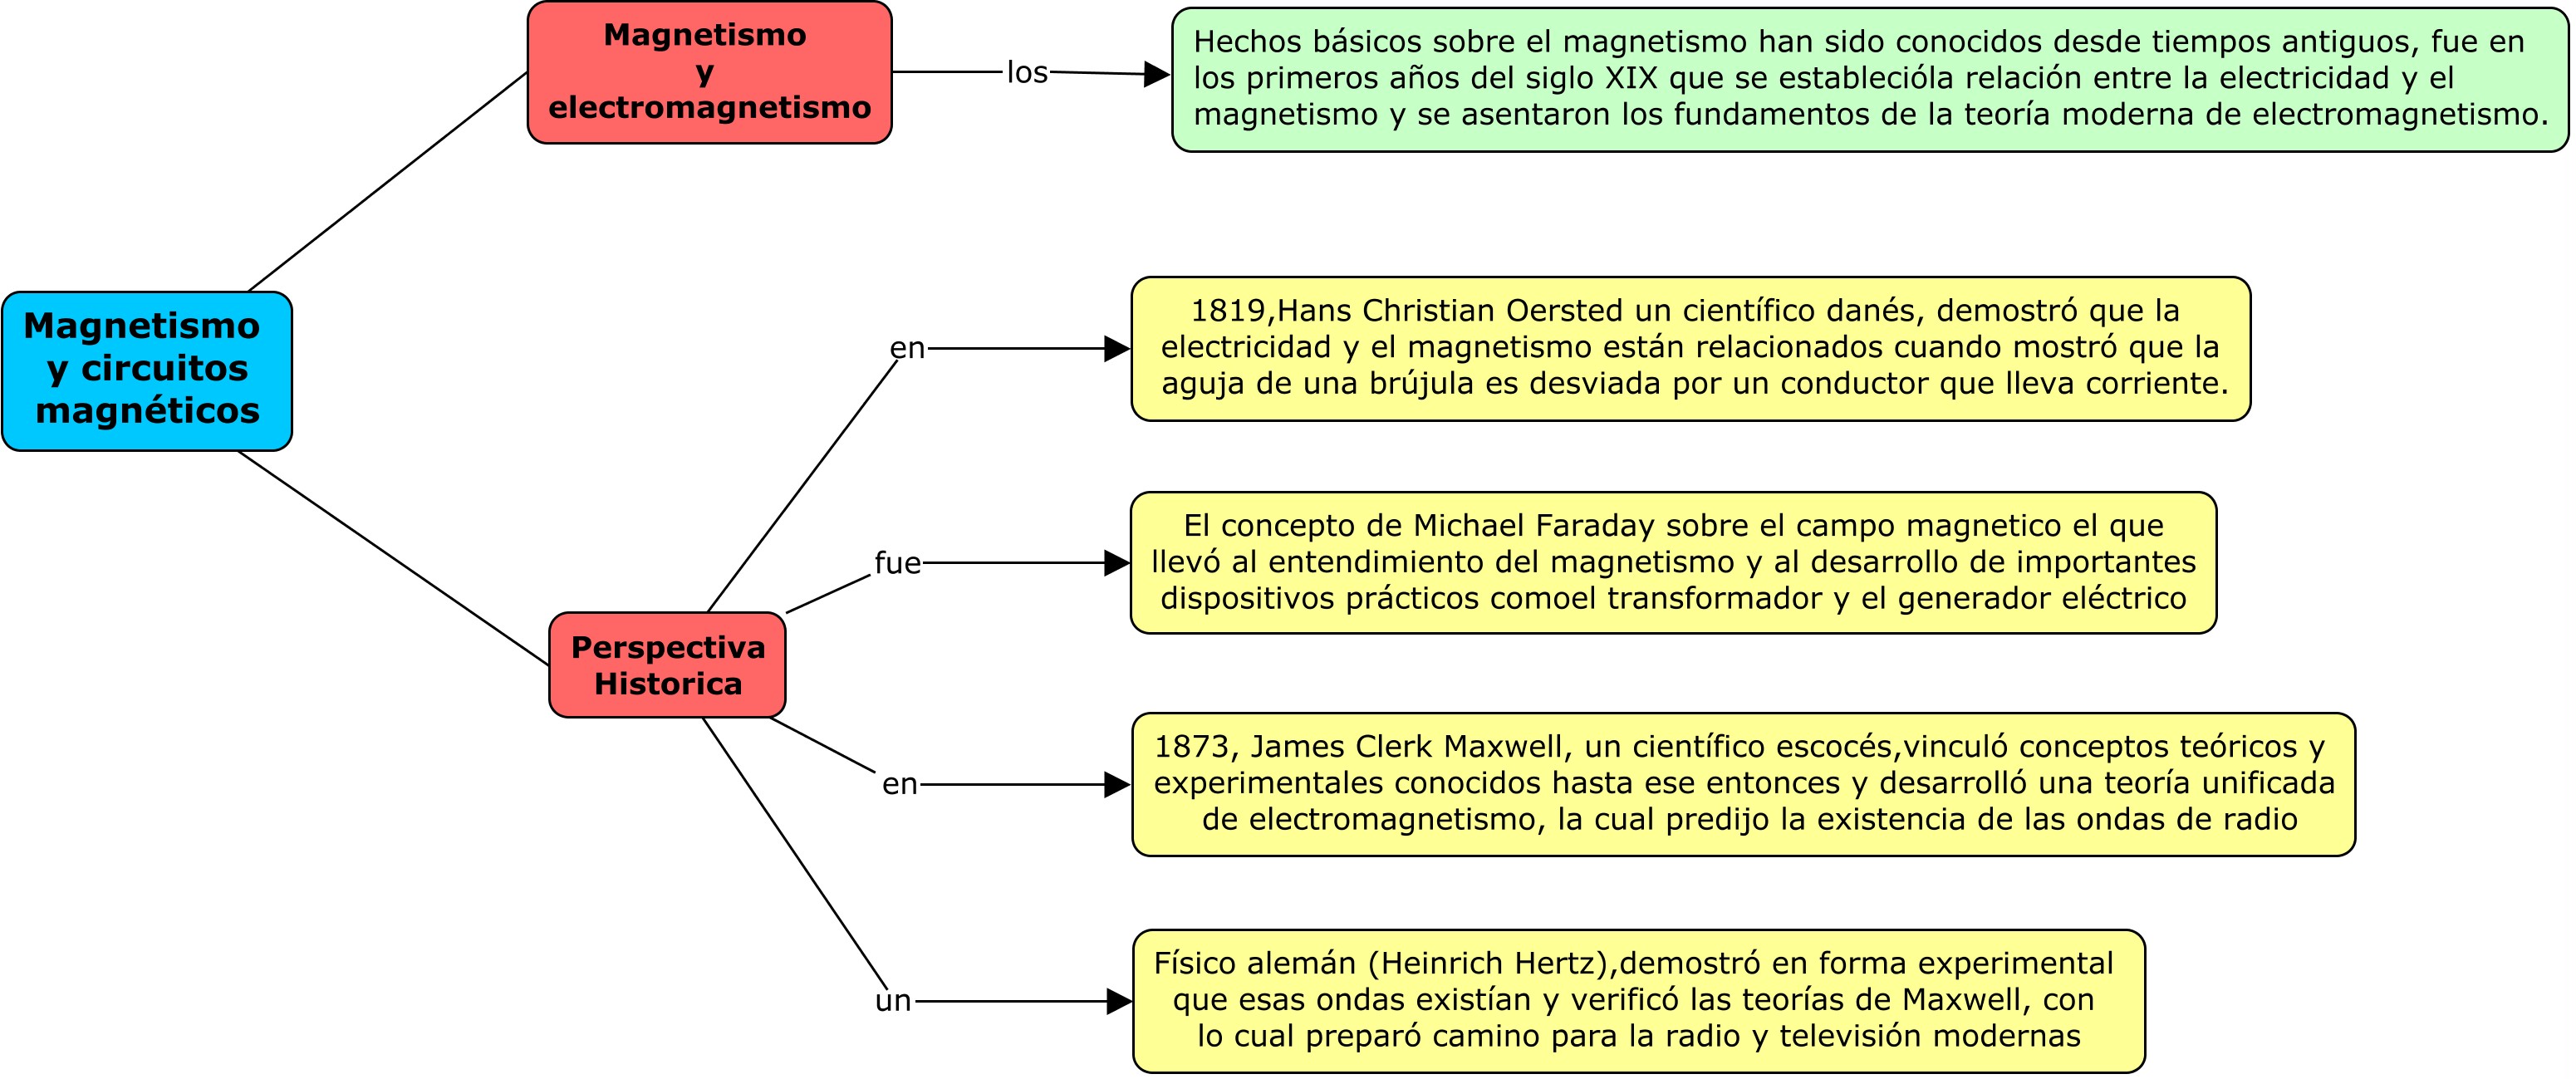 Magnetismo
y
electromagnetismo
los
Hechos básicos sobre el magnetismo han sido conocidos desde tiempos antiguos, fue en
los primeros años del siglo XIX que se establecióla relación entre la electricidad y el
magnetismo y se asentaron los fundamentos de la teoría moderna de electromagnetismo.
Magnetismo
y circuitos
magnéticos
en
1819,Hans Christian Oersted un científico danés, demostró que la
electricidad y el magnetismo están relacionados cuando mostró que la
aguja de una brújula es desviada por un conductor que lleva corriente.
fue
El concepto de Michael Faraday sobre el campo magnetico el que
llevó al entendimiento del magnetismo y al desarrollo de importantes
dispositivos prácticos comoel transformador y el generador eléctrico
Perspectiva
Historica
en
1873, James Clerk Maxwell, un científico escocés,vinculó conceptos teóricos y
experimentales conocidos hasta ese entonces y desarrolló una teoría unificada
de electromagnetismo, la cual predijo la existencia de las ondas de radio
un
Físico alemán (Heinrich Hertz),demostró en forma experimental
que esas ondas existían y verificó las teorías de Maxwell, con
lo cual preparó camino para la radio y televisión modernas